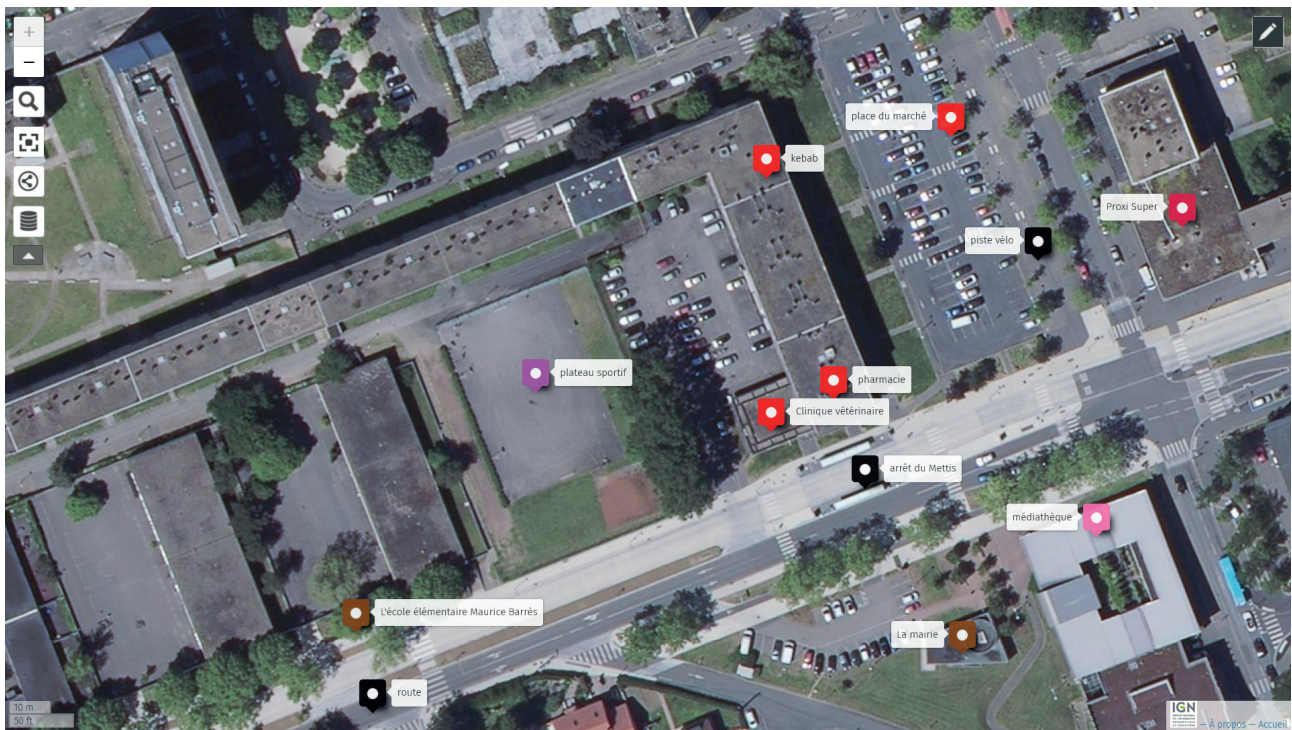 +
−
place du marché
kebab
Proxi Super
piste vélo
plateau sportif
pharmacie
Clinique vétérinaire
arrêt du Mettis
médiathèque
L'école élémentaire Maurice Barrès
La mairie
route
10 m
50 ft
IGN
— À propos — Accueil